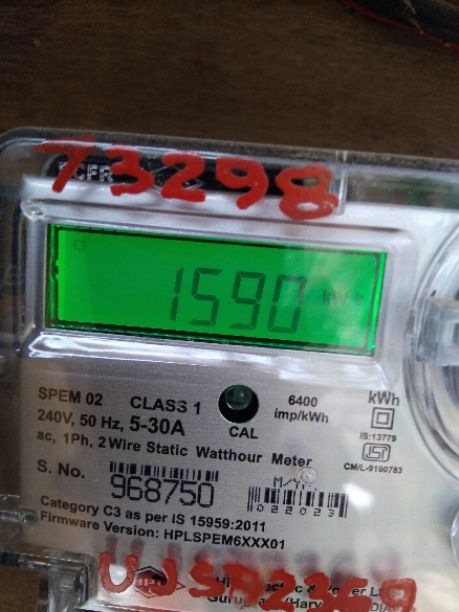 73298
1590 kW
SPEM 02 CLASS 1 6400 imp/kWh kWh
240V, 50 Hz, 5-30A CAL IS:13779
ac, 1Ph, 2 Wire Static Watthour Meter CM/L-9190783
S. No. 968750
022023
Category C3 as per IS 15959:2011
Firmware Version: HPLSPEM6XXX01